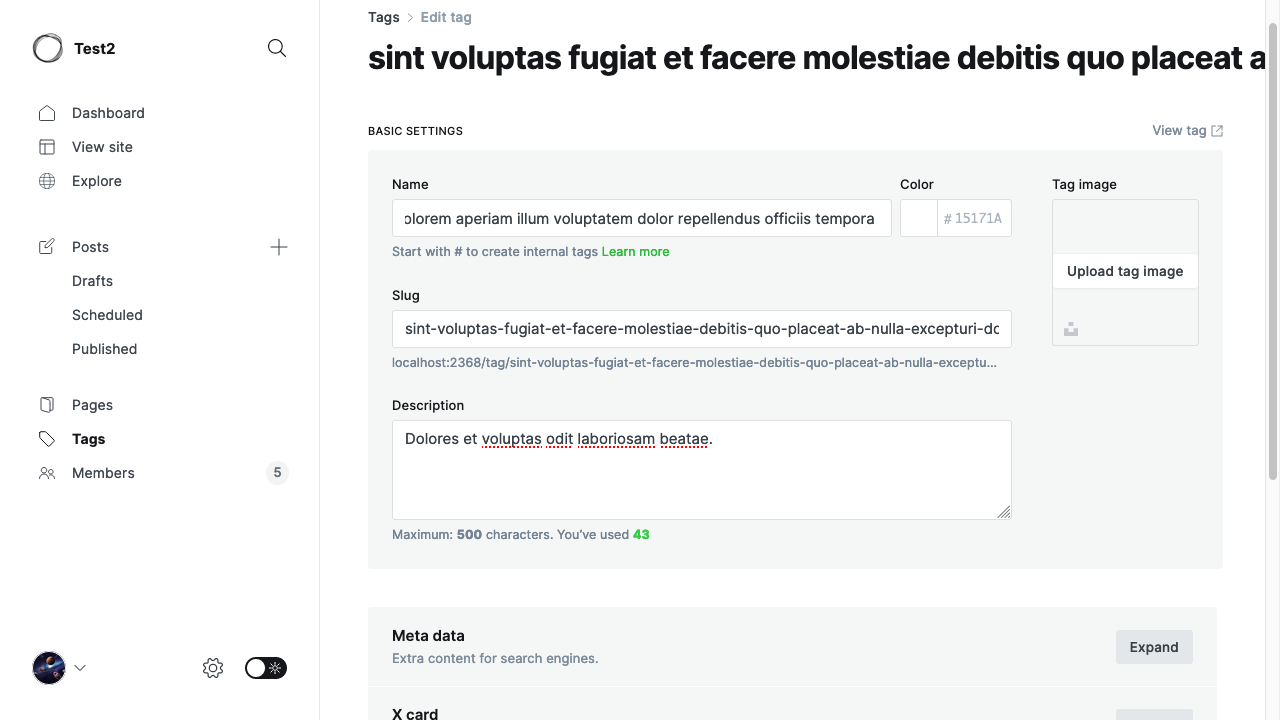 Test2
Dashboard
View site
Explore
Posts
Drafts
Scheduled
Published
Pages
Tags
Members
5
Tags > Edit tag
sint voluptas fugiat et facere molestiae debitis quo placeat a
BASIC SETTINGS
View tag
Name
olorem aperiam illum voluptatem dolor repellendus officiis tempora
Start with # to create internal tags Learn more
Color
# 15171A
Tag image
Upload tag image
Slug
sint-voluptas-fugiat-et-facere-molestiae-debitis-quo-placeat-ab-nulla-excepturi-dc
localhost:2368/tag/sint-voluptas-fugiat-et-facere-molestiae-debitis-quo-placeat-ab-nulla-exceptu...
Description
Dolores et voluptas odit laboriosam beatae.
Maximum: 500 characters. You've used 43
Meta data
Extra content for search engines.
Expand
X card